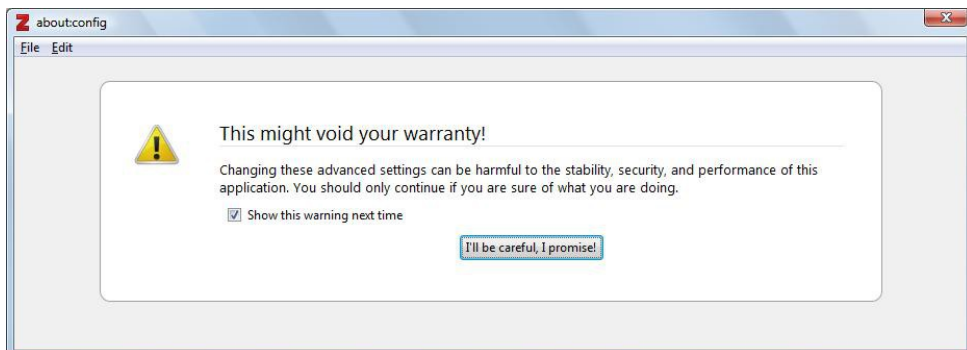 Z about:config
File Edit
This might void your warranty!
Changing these advanced settings can be harmful to the stability, security, and performance of this
application. You should only continue if you are sure of what you are doing.
Show this warning next time
I'll be careful, I promise!